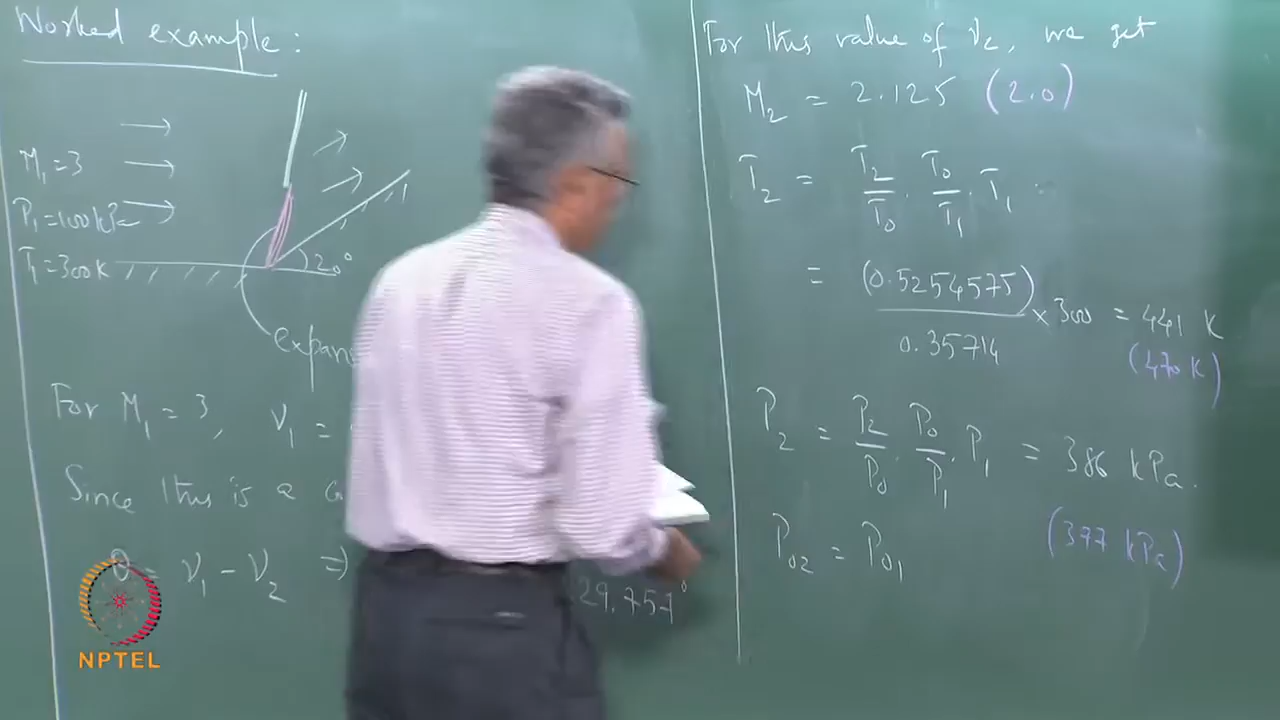 Worked example:
M₁ = 3
P₁ = 100 kPa
T₁ = 300 K
20°
For M₁ = 3, ν₁ =
Since this is a
θ = ν₁ - ν₂ ⇒
29.757°
For this value of ν₂, we get
M₂ = 2.125 (2.0)
T₂ = T₂/T₀ . T₀/T₁ . T₁
= (0.5254575)/0.35714 × 300 = 441 K
(470 K)
P₂ = P₂/P₀ . P₀/P₁ . P₁ = 386 kPa.
(377 kPa)
P₀₂ = P₀₁
NPTEL